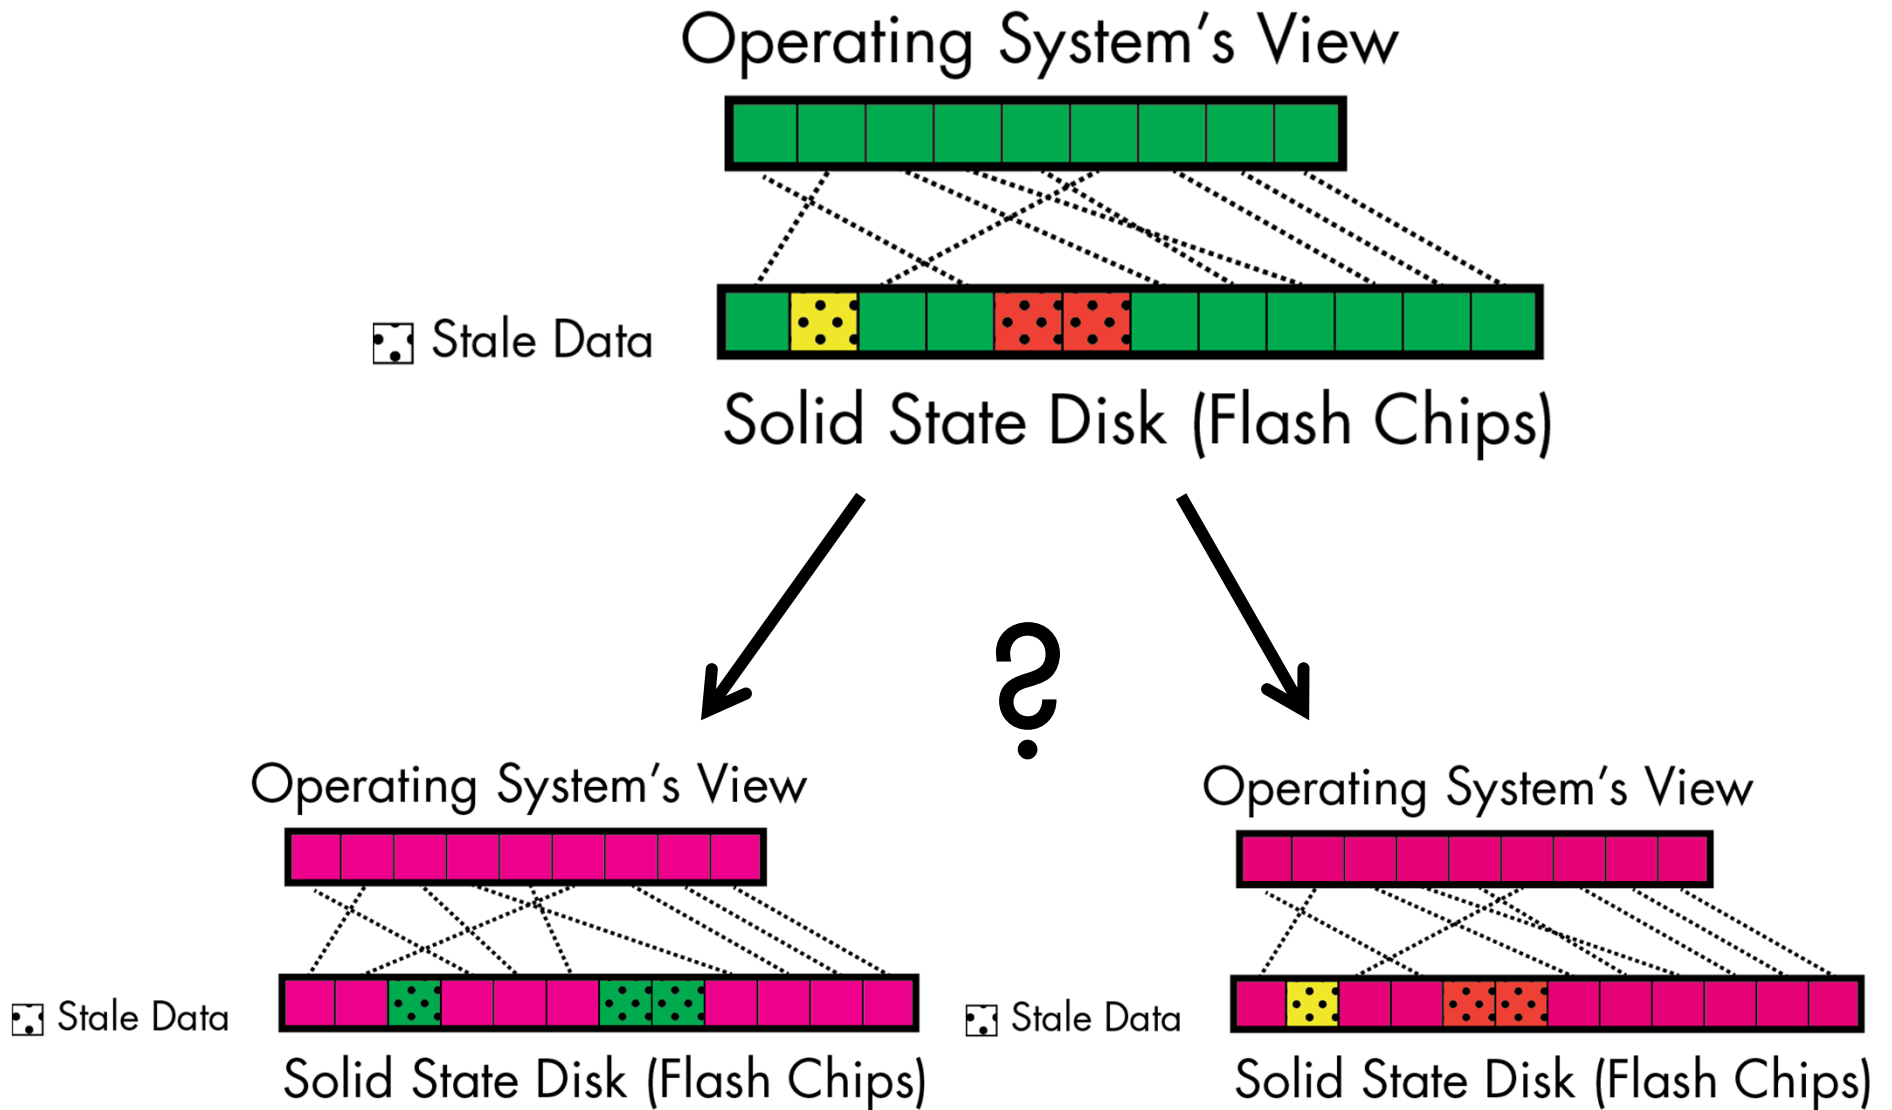 Operating System’s View
Stale Data
Solid State Disk (Flash Chips)
?
Operating System’s View
Stale Data
Solid State Disk (Flash Chips)
Operating System’s View
Stale Data
Solid State Disk (Flash Chips)